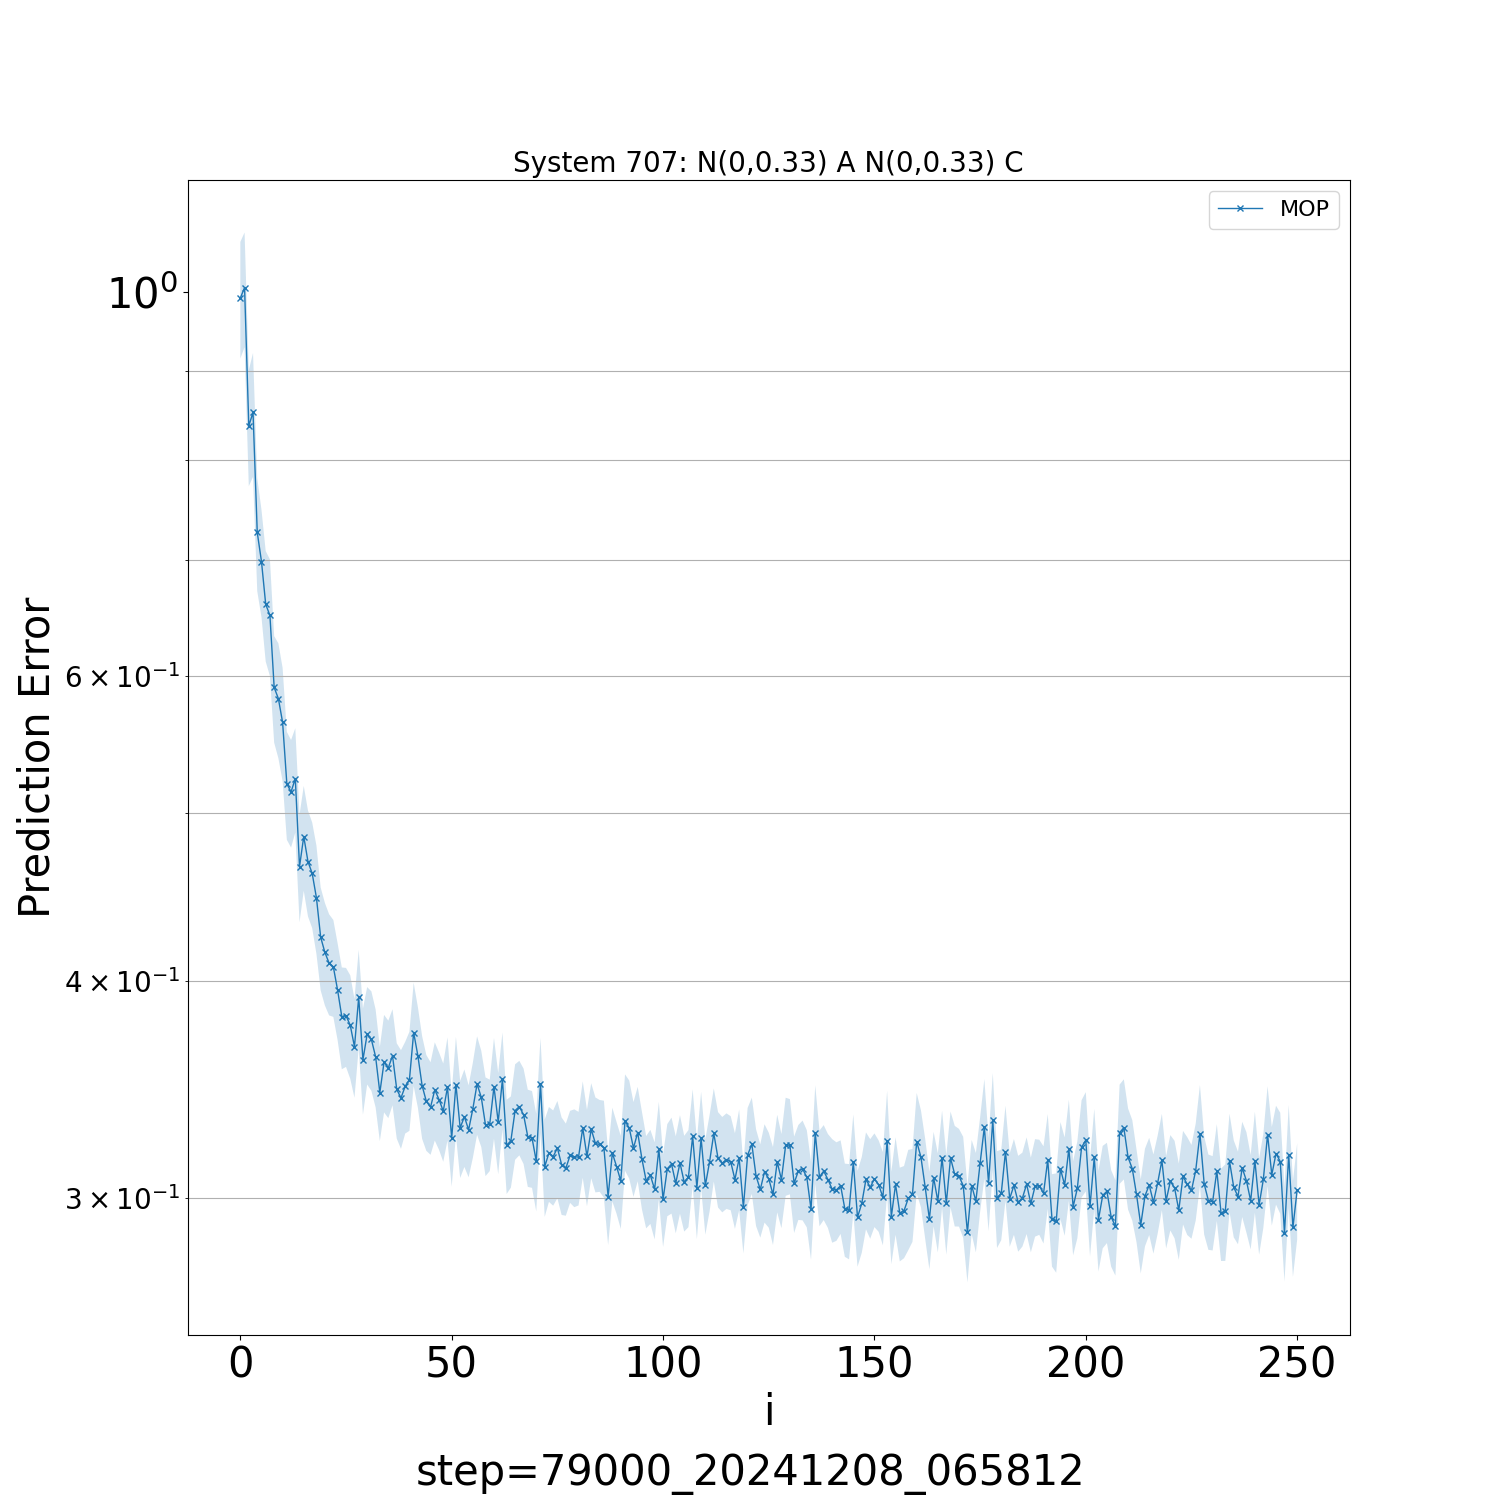 System 707: N(0,0.33) A N(0,0.33) C
MOP
10⁰
6 × 10⁻¹
4 × 10⁻¹
3 × 10⁻¹
Prediction Error
0 50 100 150 200 250
i
step=79000_20241208_065812